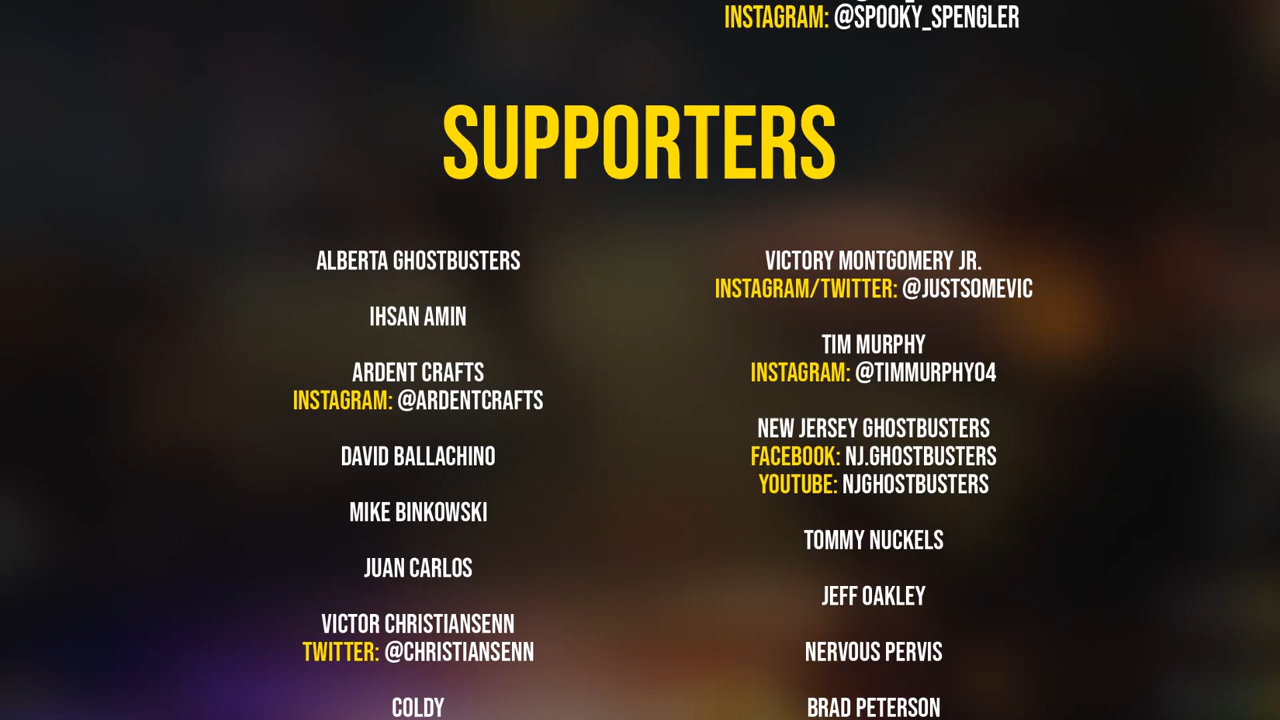 INSTAGRAM: @SPOOKY_SPENGLER
SUPPORTERS
ALBERTA GHOSTBUSTERS
IHSAN AMIN
ARDENT CRAFTS
INSTAGRAM: @ARDENTCRAFTS
DAVID BALLACHINO
MIKE BINKOWSKI
JUAN CARLOS
VICTOR CHRISTIANSENN
TWITTER: @CHRISTIANSENN
COLDY
VICTORY MONTGOMERY JR.
INSTAGRAM/TWITTER: @JUSTSOMEVIC
TIM MURPHY
INSTAGRAM: @TIMMURPHY04
NEW JERSEY GHOSTBUSTERS
FACEBOOK: NJ.GHOSTBUSTERS
YOUTUBE: NJGHOSTBUSTERS
TOMMY NUCKELS
JEFF OAKLEY
NERVOUS PERVIS
BRAD PETERSON